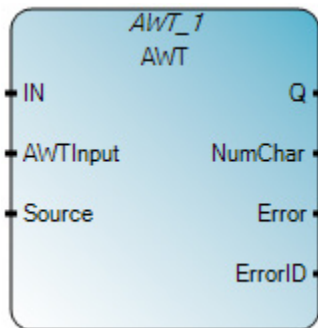 AWT_1
AWT
IN Q
AWTInput NumChar
Source Error
ErrorID